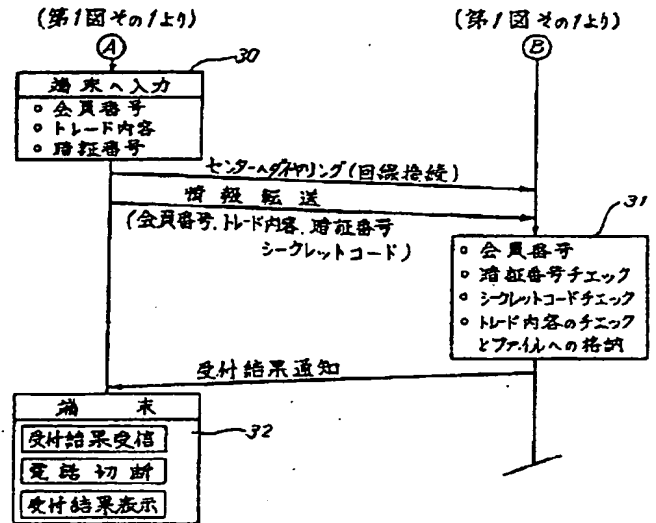 (第1図その1より)
(第1図その1より)
A
B
30
端末へ入力
○ 会員番号
○ トレード内容
○ 暗証番号
センターへダイヤリング(回線接続)
情報転送
(会員番号、トレード内容、暗証番号
シークレットコード)
31
○ 会員番号
○ 暗証番号チェック
○ シークレットコードチェック
○ トレード内容のチェック
とファイルへの格納
受付結果通知
端末
32
受付結果受信
電話切断
受付結果表示